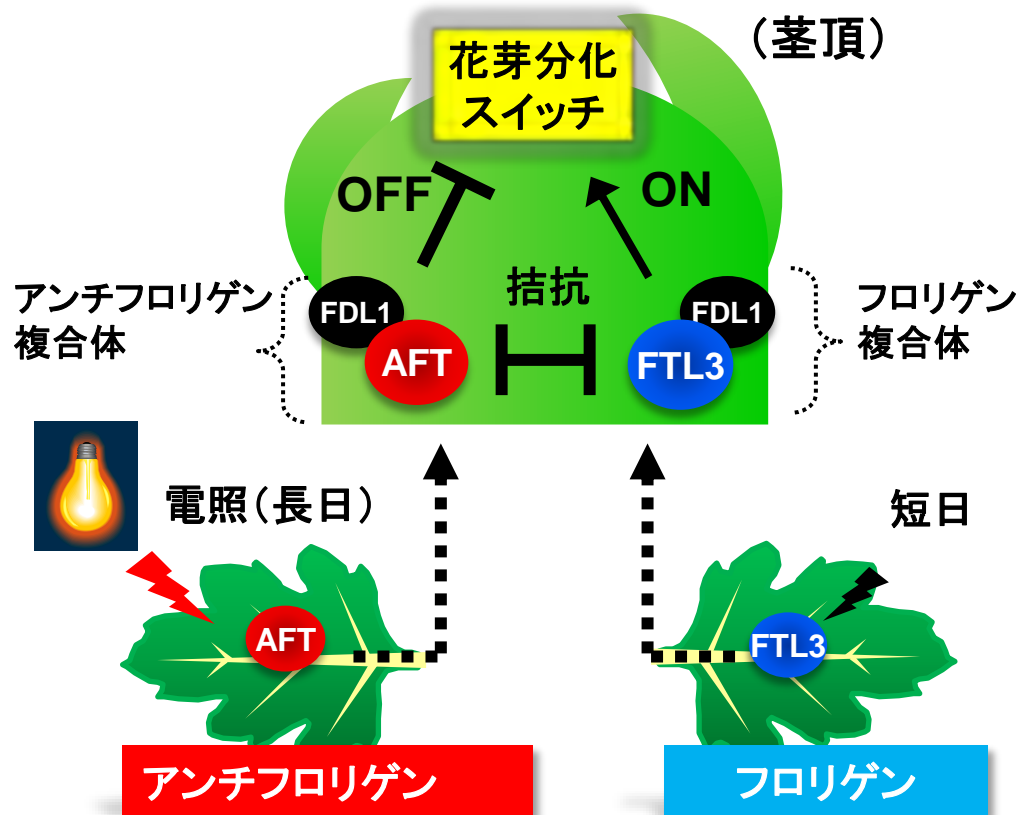 （茎頂）
花芽分化
スイッチ
OFF
ON
拮抗
アンチフロリゲン
複合体
FDL1
AFT
FDL1
FTL3
フロリゲン
複合体
電照（長日）
短日
AFT
FTL3
アンチフロリゲン
フロリゲン